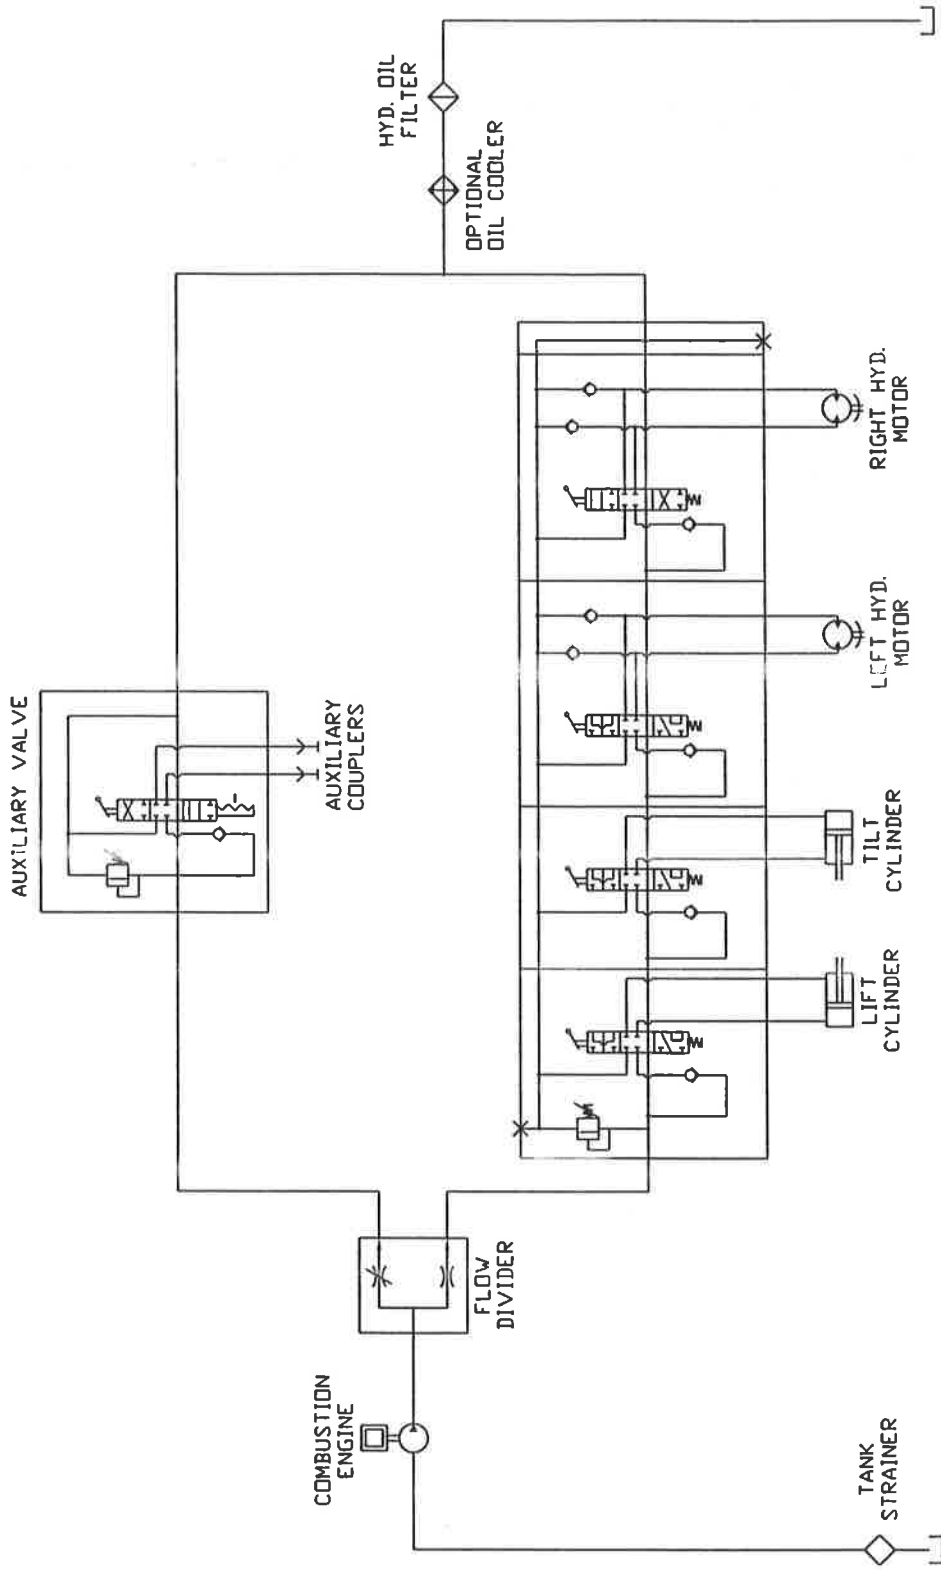 TANK
STRAINER
COMBUSTION
ENGINE
FLOW
DIVIDER
AUXILIARY VALVE
AUXILIARY
COUPLERS
LIFT
CYLINDER
TILT
CYLINDER
LEFT HYD.
MOTOR
RIGHT HYD.
MOTOR
OPTIONAL
OIL COOLER
HYD. OIL
FILTER